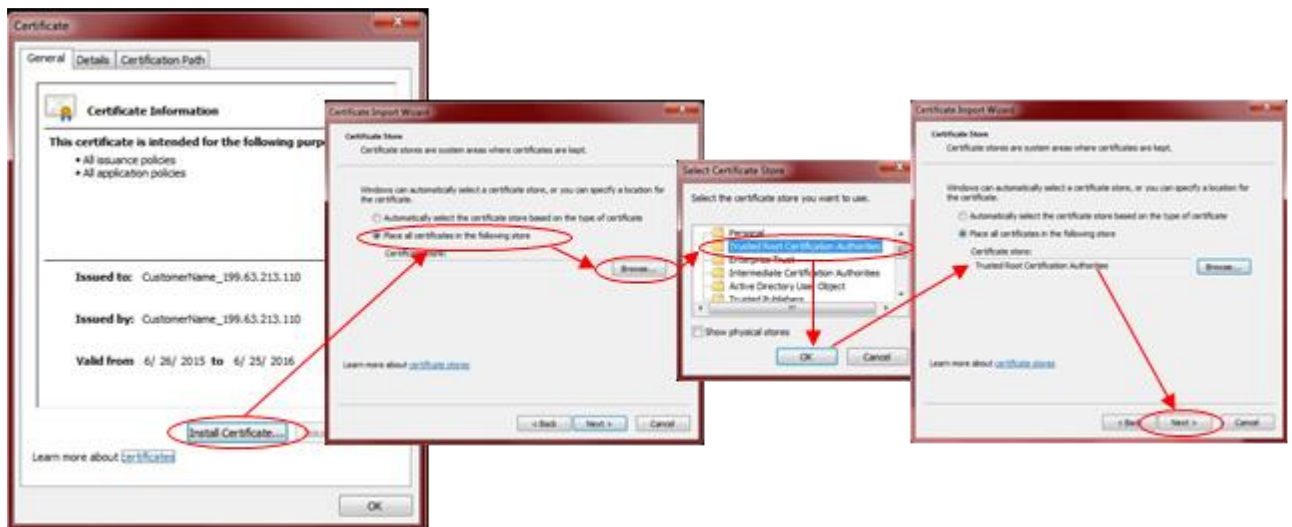 Certificate
General Details Certification Path
Certificate Information
This certificate is intended for the following purp
• All issuance policies
• All application policies
Issued to: CustomerName_199.63.213.110
Issued by: CustomerName_199.63.213.110
Valid from 6/ 26/ 2015 to 6/ 25/ 2016
Install Certificate...
Learn more about certificates
OK
Certificate Import Wizard
Certificate Store
Certificate stores are system areas where certificates are kept.
Windows can automatically select a certificate store, or you can specify a location for
the certificate.
Automatically select the certificate store based on the type of certificate
Place all certificates in the following store
Certificate store:
Browse...
Learn more about certificate stores
< Back Next > Cancel
Select Certificate Store
Select the certificate store you want to use.
Personal
Trusted Root Certification Authorities
Enterprise Trust
Intermediate Certification Authorities
Active Directory User Object
Trusted Publishers
Show physical stores
OK Cancel
Certificate Import Wizard
Certificate Store
Certificate stores are system areas where certificates are kept.
Windows can automatically select a certificate store, or you can specify a location for
the certificate.
Automatically select the certificate store based on the type of certificate
Place all certificates in the following store
Certificate store:
Trusted Root Certification Authorities
Browse...
Learn more about certificate stores
< Back Next > Cancel